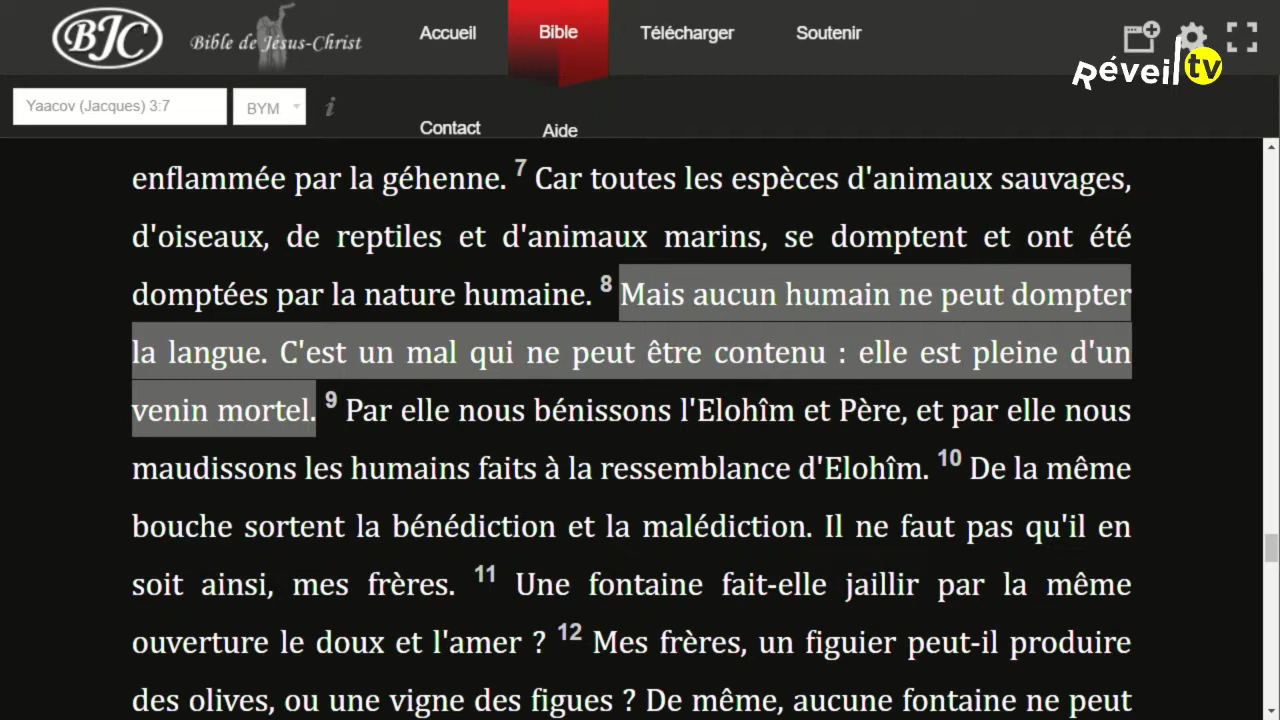 BJC
Bible de Jésus-Christ
Accueil
Bible
Télécharger
Soutenir
Réveil tv
Yaacov (Jacques) 3:7
BYM
i
Contact
Aide
enflammée par la géhenne. 7 Car toutes les espèces d'animaux sauvages,
d'oiseaux, de reptiles et d'animaux marins, se domptent et ont été
domptées par la nature humaine. 8 Mais aucun humain ne peut dompter
la langue. C'est un mal qui ne peut être contenu : elle est pleine d'un
venin mortel. 9 Par elle nous bénissons l'Elohîm et Père, et par elle nous
maudissons les humains faits à la ressemblance d'Elohîm. 10 De la même
bouche sortent la bénédiction et la malédiction. Il ne faut pas qu'il en
soit ainsi, mes frères. 11 Une fontaine fait-elle jaillir par la même
ouverture le doux et l'amer ? 12 Mes frères, un figuier peut-il produire
des olives, ou une vigne des figues ? De même, aucune fontaine ne peut